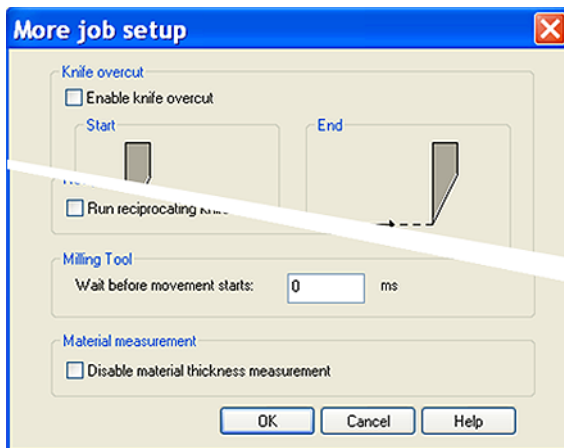 More job setup
Knife overcut
Enable knife overcut
Start
End
Run reciprocating
Milling Tool
Wait before movement starts: 0 ms
Material measurement
Disable material thickness measurement
OK Cancel Help